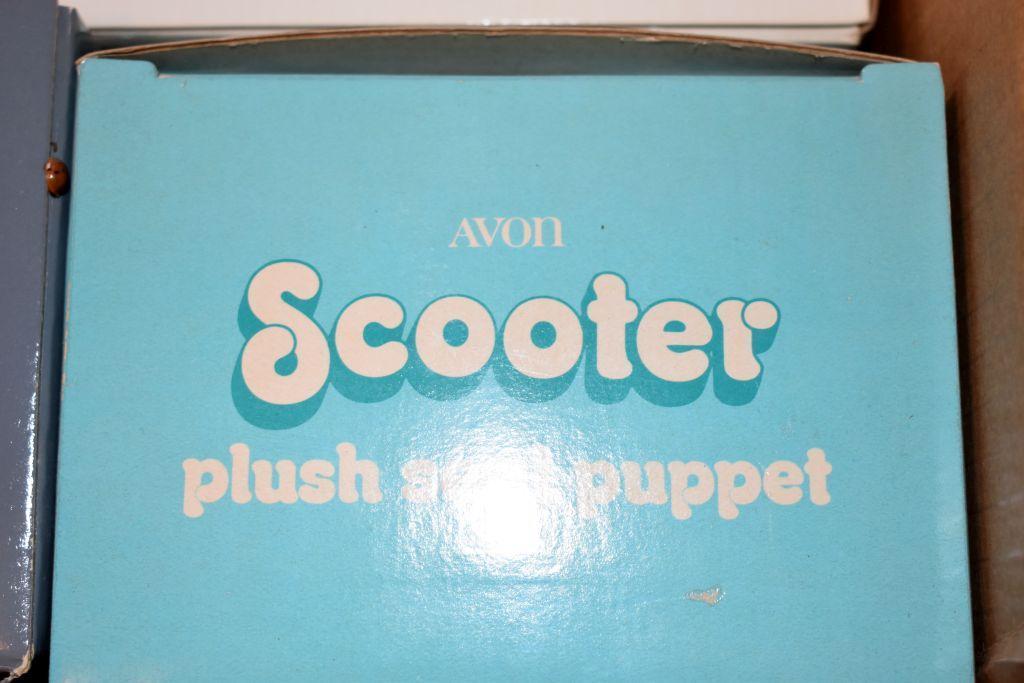 AVON
Scooter
plush puppet